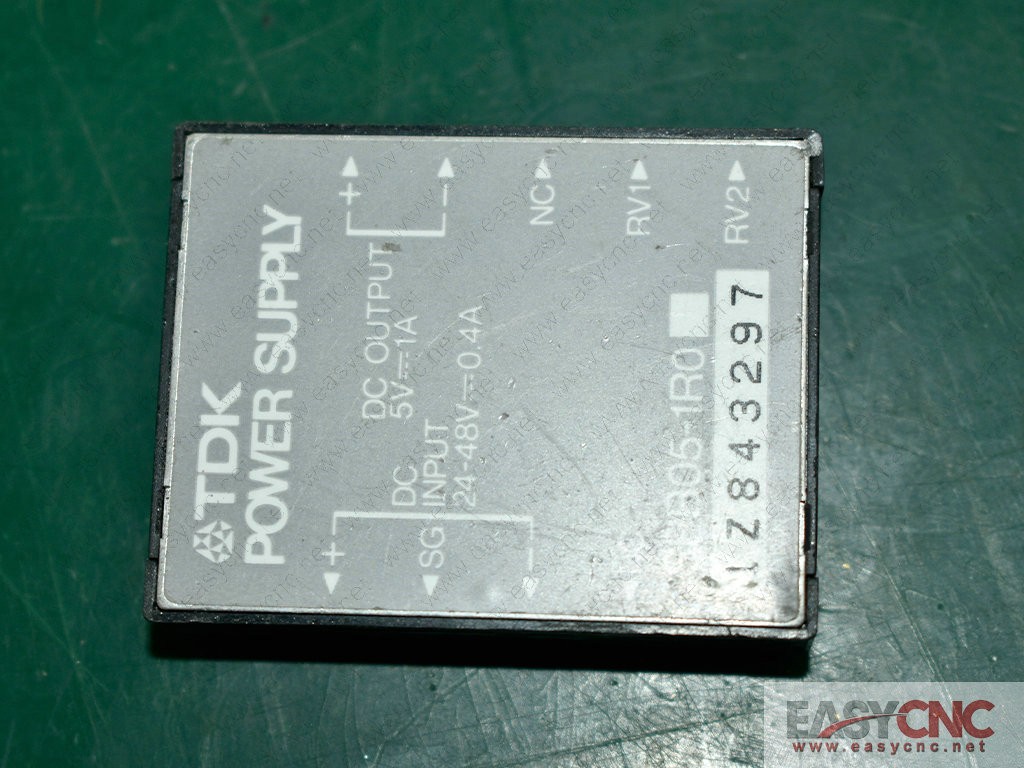 TDK
POWER SUPPLY
+ DC OUTPUT +
DC 5V⎓1A
SG INPUT −
24-48V⎓0.4A
−
NC
RV1
1R0
RV2
Z843297
EASYCNC
www.easycnc.net